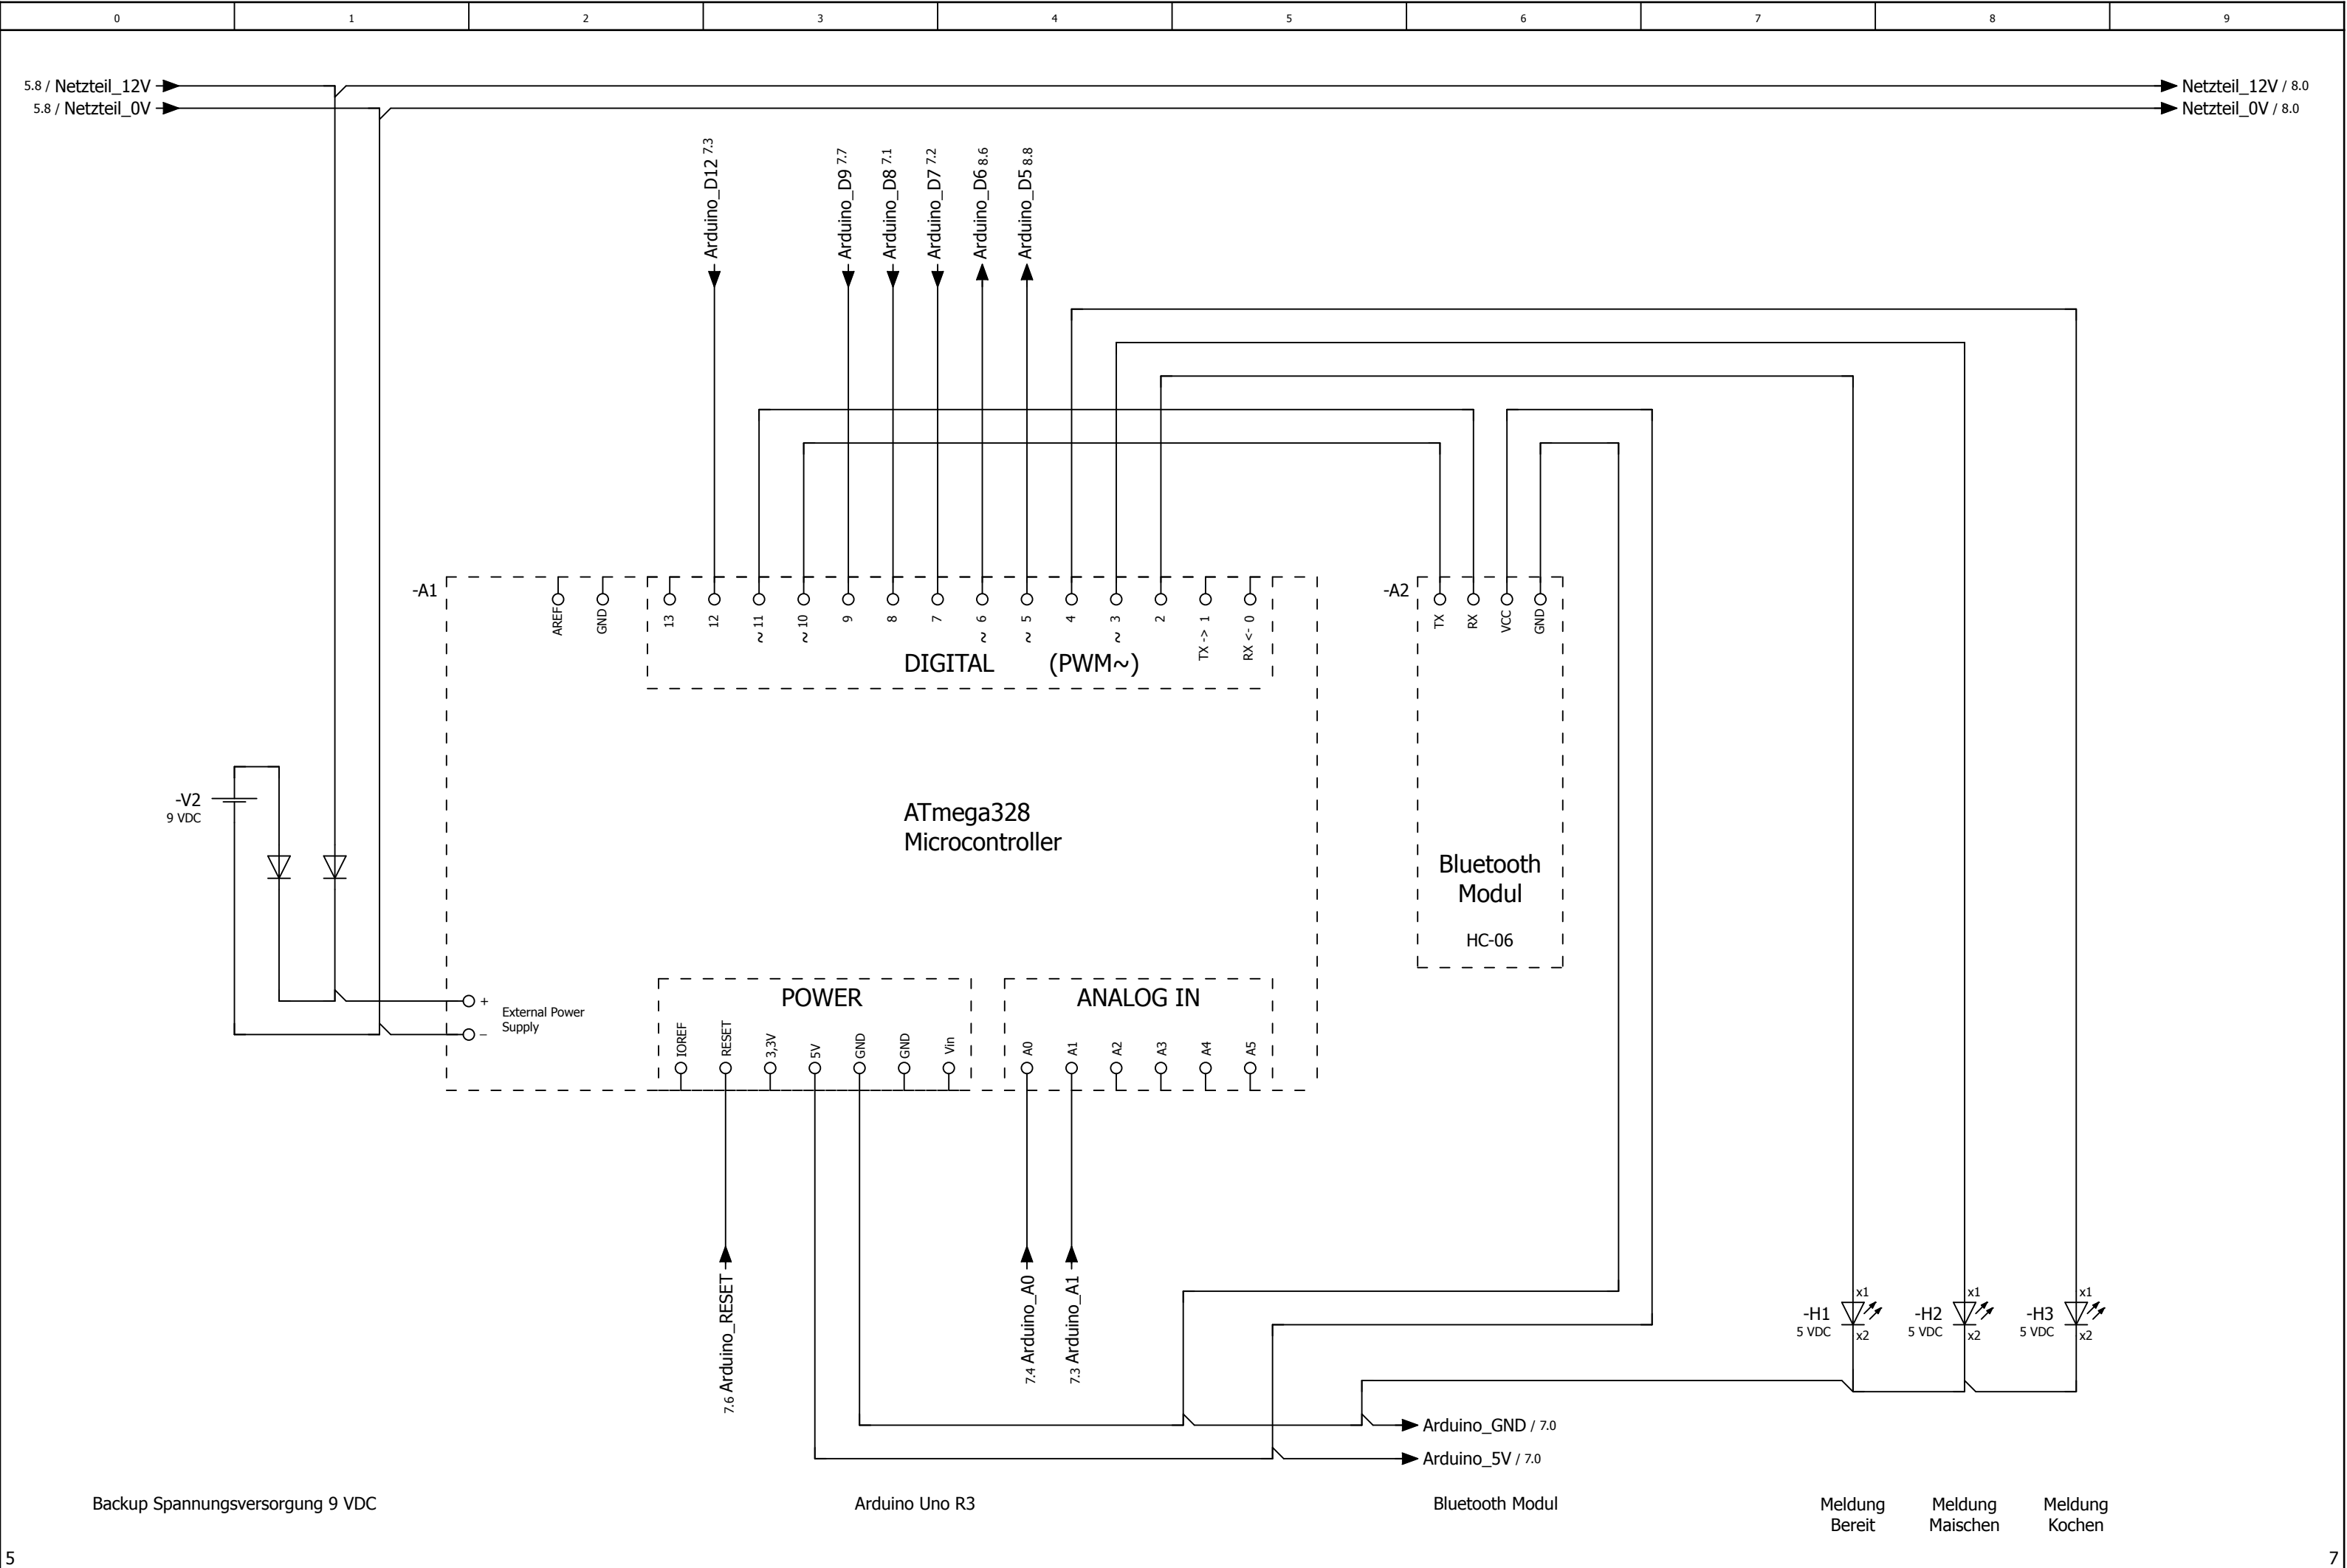 0 1 2 3 4 5 6 7 8 9
5.8 / Netzteil_12V
Netzteil_12V / 8.0
5.8 / Netzteil_0V
Netzteil_0V / 8.0
Arduino_D12 7.3
Arduino_D9 7.7
Arduino_D8 7.1
Arduino_D7 7.2
Arduino_D6 8.6
Arduino_D5 8.8
-A1
AREF
GND
13
12
~ 11
~ 10
9
8
7
~ 6
~ 5
4
~ 3
2
TX -> 1
RX <- 0
DIGITAL (PWM~)
-A2
TX
RX
VCC
GND
-V2
9 VDC
ATmega328
Microcontroller
Bluetooth
Modul
HC-06
+
External Power
Supply
–
POWER
IOREF
RESET
3,3V
5V
GND
GND
Vin
ANALOG IN
A0
A1
A2
A3
A4
A5
7.6 Arduino_RESET
7.4 Arduino_A0
7.3 Arduino_A1
-H1
5 VDC
x1
x2
-H2
5 VDC
x1
x2
-H3
5 VDC
x1
x2
Arduino_GND / 7.0
Arduino_5V / 7.0
Backup Spannungsversorgung 9 VDC
Arduino Uno R3
Bluetooth Modul
Meldung
Bereit
Meldung
Maischen
Meldung
Kochen
5
7